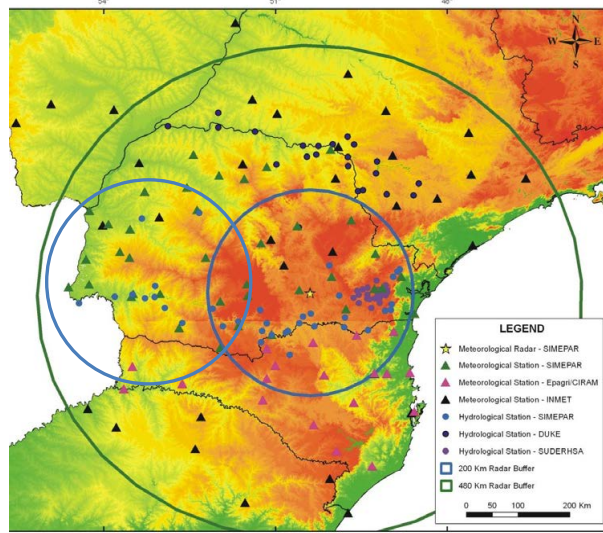 54°
51°
48°
N
W E
S
LEGEND
Meteorological Radar - SIMEPAR
Meteorological Station - SIMEPAR
Meteorological Station - Epagri/CIRAM
Meteorological Station - INMET
Hydrological Station - SIMEPAR
Hydrological Station - DUKE
Hydrological Station - SUDERHSA
200 Km Radar Buffer
480 Km Radar Buffer
0 50 100 200 Km